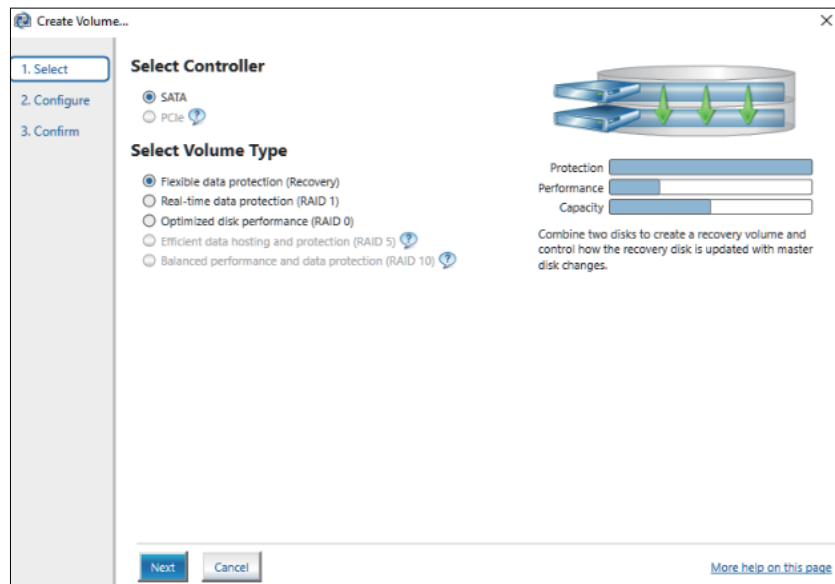 Create Volume...
1. Select
2. Configure
3. Confirm
Select Controller
SATA
PCIe
Select Volume Type
Flexible data protection (Recovery)
Real-time data protection (RAID 1)
Optimized disk performance (RAID 0)
Efficient data hosting and protection (RAID 5)
Balanced performance and data protection (RAID 10)
Protection
Performance
Capacity
Combine two disks to create a recovery volume and
control how the recovery disk is updated with master
disk changes.
Next
Cancel
More help on this page